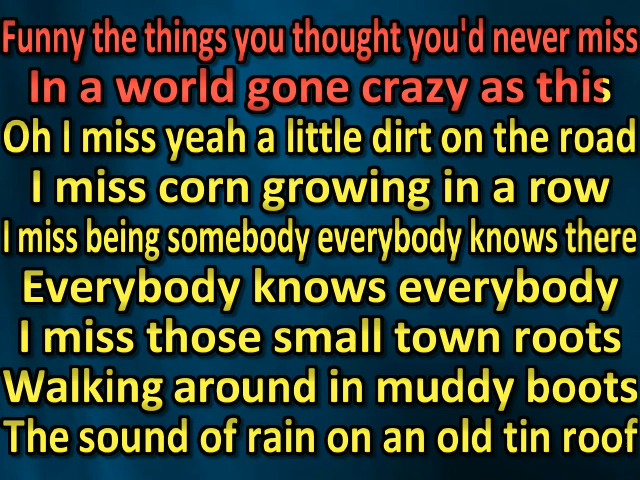 Funny the things you thought you'd never miss
In a world gone crazy as this
Oh I miss yeah a little dirt on the road
I miss corn growing in a row
I miss being somebody everybody knows there
Everybody knows everybody
I miss those small town roots
Walking around in muddy boots
The sound of rain on an old tin roof